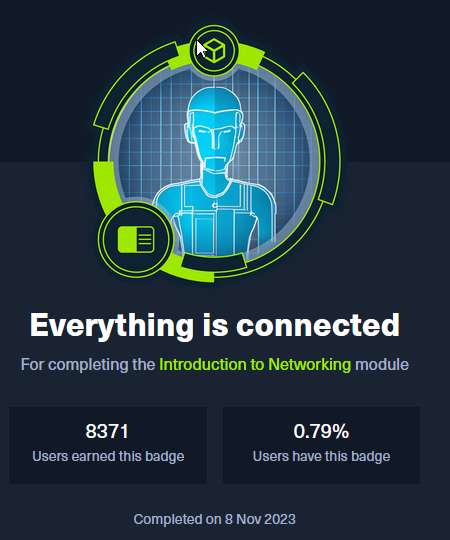 Everything is connected
For completing the Introduction to Networking module
8371
Users earned this badge
0.79%
Users have this badge
Completed on 8 Nov 2023